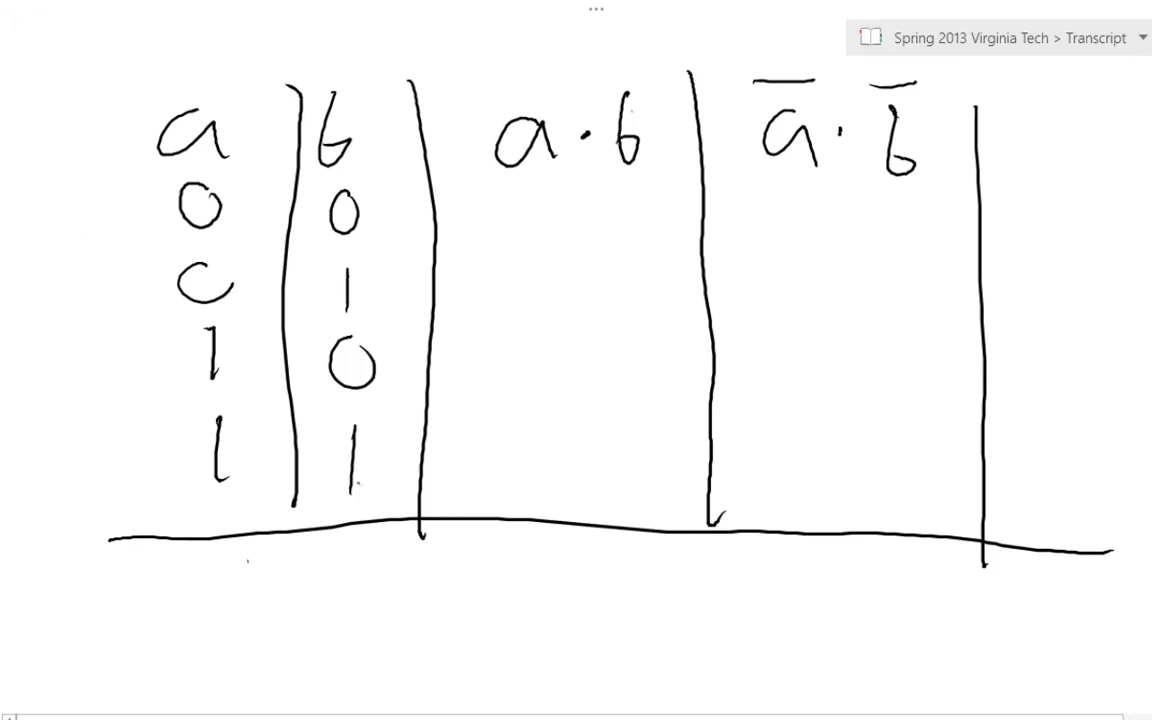 ...
Spring 2013 Virginia Tech > Transcript
a b a · b a̅ · b̅
0 0
0 1
1 0
1 1